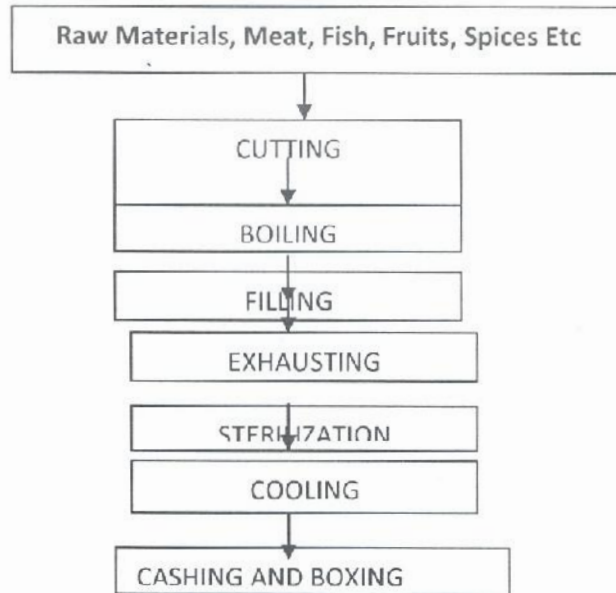 Raw Materials, Meat, Fish, Fruits, Spices Etc
CUTTING
BOILING
FILLING
EXHAUSTING
STERILIZATION
COOLING
CASHING AND BOXING